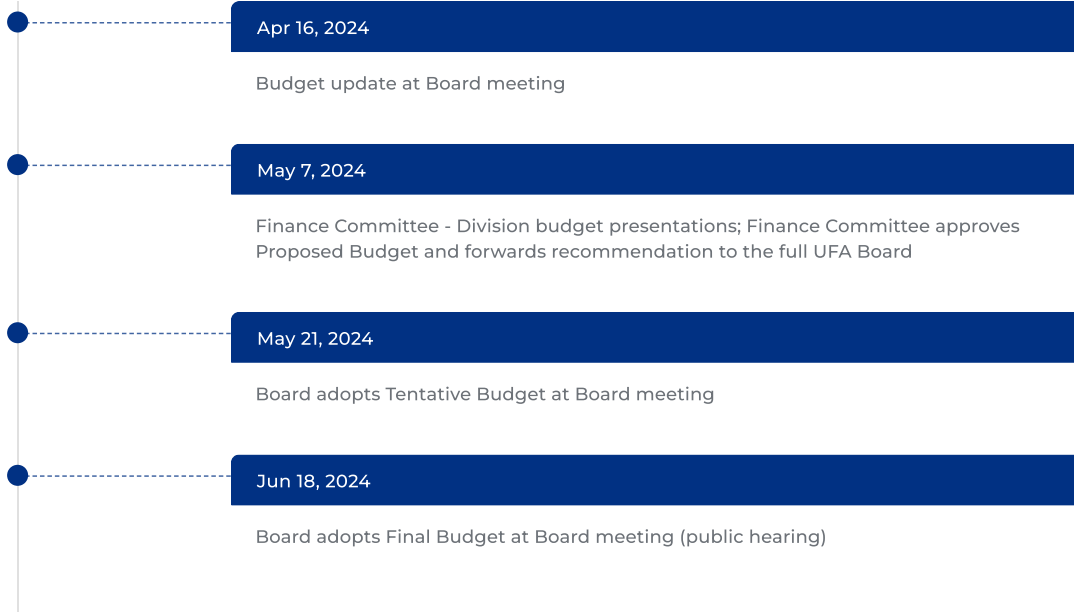 Apr 16, 2024
Budget update at Board meeting
May 7, 2024
Finance Committee - Division budget presentations; Finance Committee approves
Proposed Budget and forwards recommendation to the full UFA Board
May 21, 2024
Board adopts Tentative Budget at Board meeting
Jun 18, 2024
Board adopts Final Budget at Board meeting (public hearing)